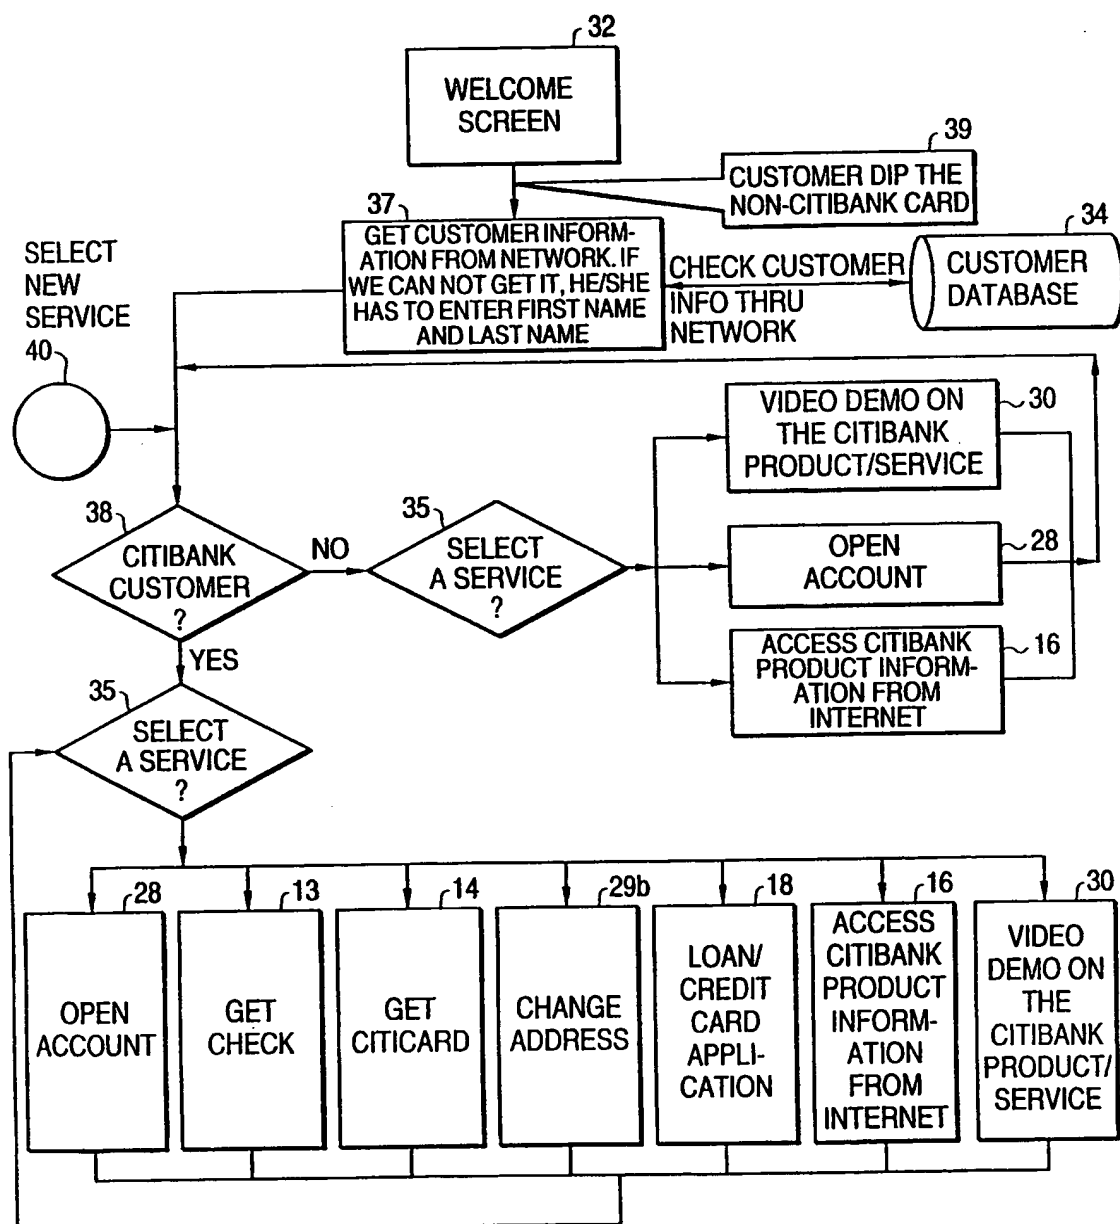 32
WELCOME
SCREEN
39
CUSTOMER DIP THE
NON-CITIBANK CARD
37
GET CUSTOMER INFORM-
ATION FROM NETWORK. IF
WE CAN NOT GET IT, HE/SHE
HAS TO ENTER FIRST NAME
AND LAST NAME
CHECK CUSTOMER
INFO THRU
NETWORK
34
CUSTOMER
DATABASE
SELECT
NEW
SERVICE
40
VIDEO DEMO ON
THE CITIBANK
PRODUCT/SERVICE
30
38
CITIBANK
CUSTOMER
?
NO
35
SELECT
A SERVICE
?
OPEN
ACCOUNT
28
ACCESS CITIBANK
PRODUCT INFORM-
ATION FROM
INTERNET
16
YES
35
SELECT
A SERVICE
?
28
OPEN
ACCOUNT
13
GET
CHECK
14
GET
CITICARD
29b
CHANGE
ADDRESS
18
LOAN/
CREDIT
CARD
APPLI-
CATION
16
ACCESS
CITIBANK
PRODUCT
INFORM-
ATION
FROM
INTERNET
30
VIDEO
DEMO ON
THE
CITIBANK
PRODUCT/
SERVICE